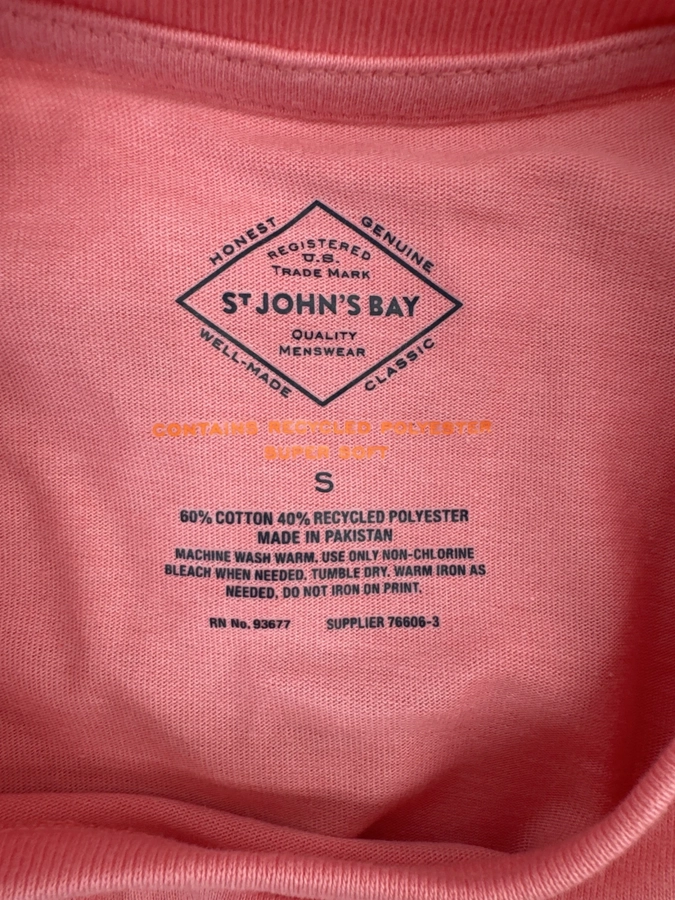 HONEST
GENUINE
REGISTERED
U.S.
TRADE MARK
ST JOHN'S BAY
QUALITY
MENSWEAR
WELL-MADE
CLASSIC
CONTAINS RECYCLED POLYESTER
SUPER SOFT
S
60% COTTON 40% RECYCLED POLYESTER
MADE IN PAKISTAN
MACHINE WASH WARM. USE ONLY NON-CHLORINE
BLEACH WHEN NEEDED. TUMBLE DRY. WARM IRON AS
NEEDED, DO NOT IRON ON PRINT.
RN No. 93677 SUPPLIER 76606-3